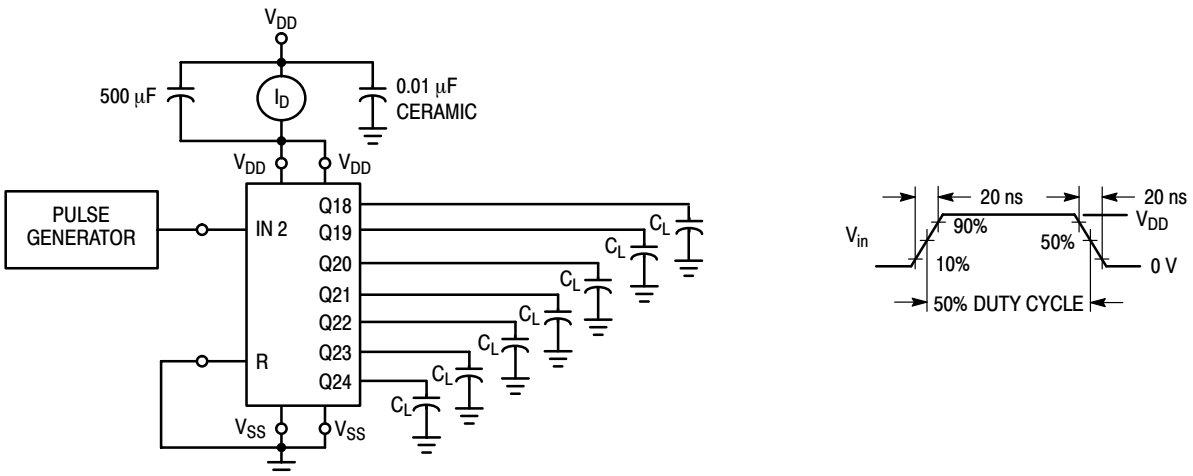 V_DD
500 μF
I_D
0.01 μF
CERAMIC
V_DD
V_DD
PULSE
GENERATOR
IN 2
R
Q18
Q19
Q20
Q21
Q22
Q23
Q24
C_L
C_L
C_L
C_L
C_L
C_L
C_L
V_SS
V_SS
20 ns
20 ns
V_in
90%
50%
V_DD
10%
0 V
50% DUTY CYCLE